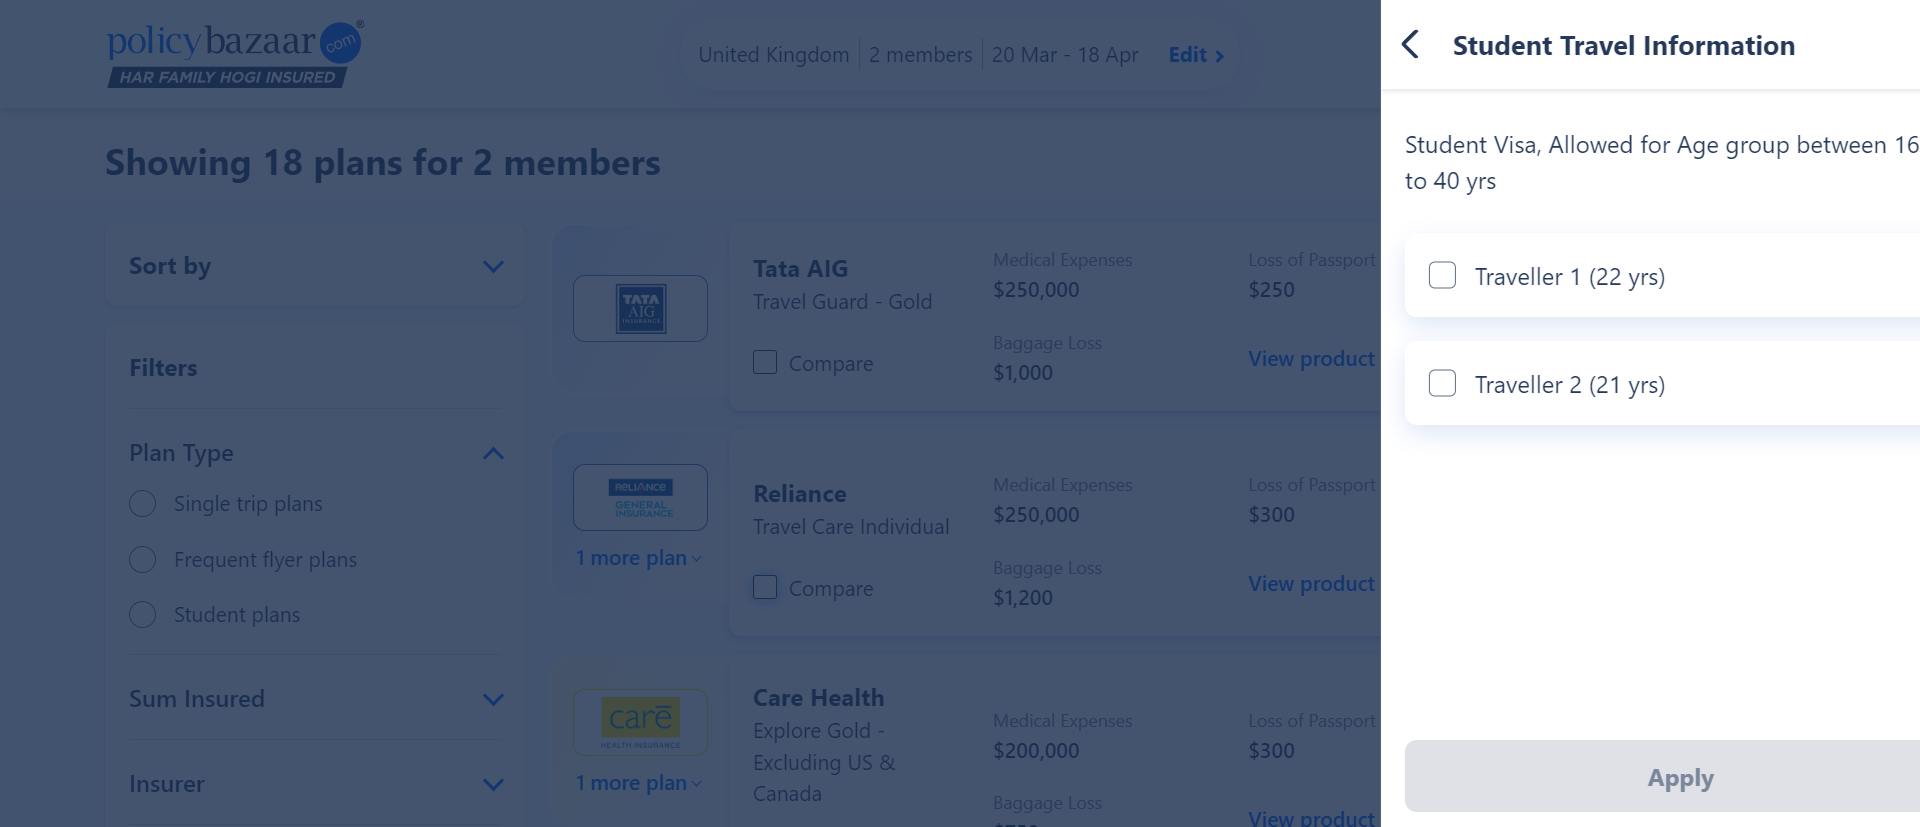 policybazaar com ®
HAR FAMILY HOGI INSURED
United Kingdom 2 members 20 Mar - 18 Apr Edit
Showing 18 plans for 2 members
Sort by
Filters
Plan Type
Single trip plans
Frequent flyer plans
Student plans
Sum Insured
Insurer
TATA
AIG
INSURANCE
Tata AIG
Travel Guard - Gold
Compare
Medical Expenses
$250,000
Baggage Loss
$1,000
Loss of Passport
$250
View product
RELIANCE
GENERAL
INSURANCE
1 more plan
Reliance
Travel Care Individual
Compare
Medical Expenses
$250,000
Baggage Loss
$1,200
Loss of Passport
$300
View product
care
HEALTH INSURANCE
1 more plan
Care Health
Explore Gold -
Excluding US &
Canada
Medical Expenses
$200,000
Baggage Loss
Loss of Passport
$300
View product
Student Travel Information
Student Visa, Allowed for Age group between 16
to 40 yrs
Traveller 1 (22 yrs)
Traveller 2 (21 yrs)
Apply